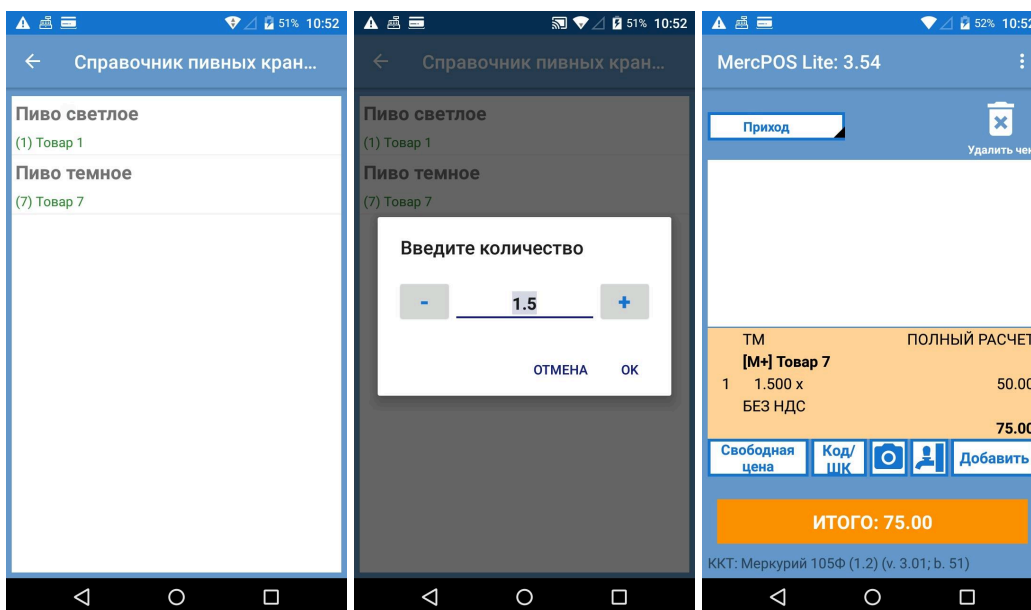 51% 10:52
Справочник пивных кран...
Пиво светлое
(1) Товар 1
Пиво темное
(7) Товар 7
51% 10:52
Справочник пивных кран...
Пиво светлое
(1) Товар 1
Пиво темное
(7) Товар 7
Введите количество
- 1.5 +
ОТМЕНА OK
52% 10:52
MercPOS Lite: 3.54
Приход
Удалить чек
ТМ ПОЛНЫЙ РАСЧЕТ
[M+] Товар 7
1 1.500 x 50.00
БЕЗ НДС
75.00
Свободная
цена
Код/
ШК
Добавить
ИТОГО: 75.00
ККТ: Меркурий 105Ф (1.2) (v. 3.01; b. 51)